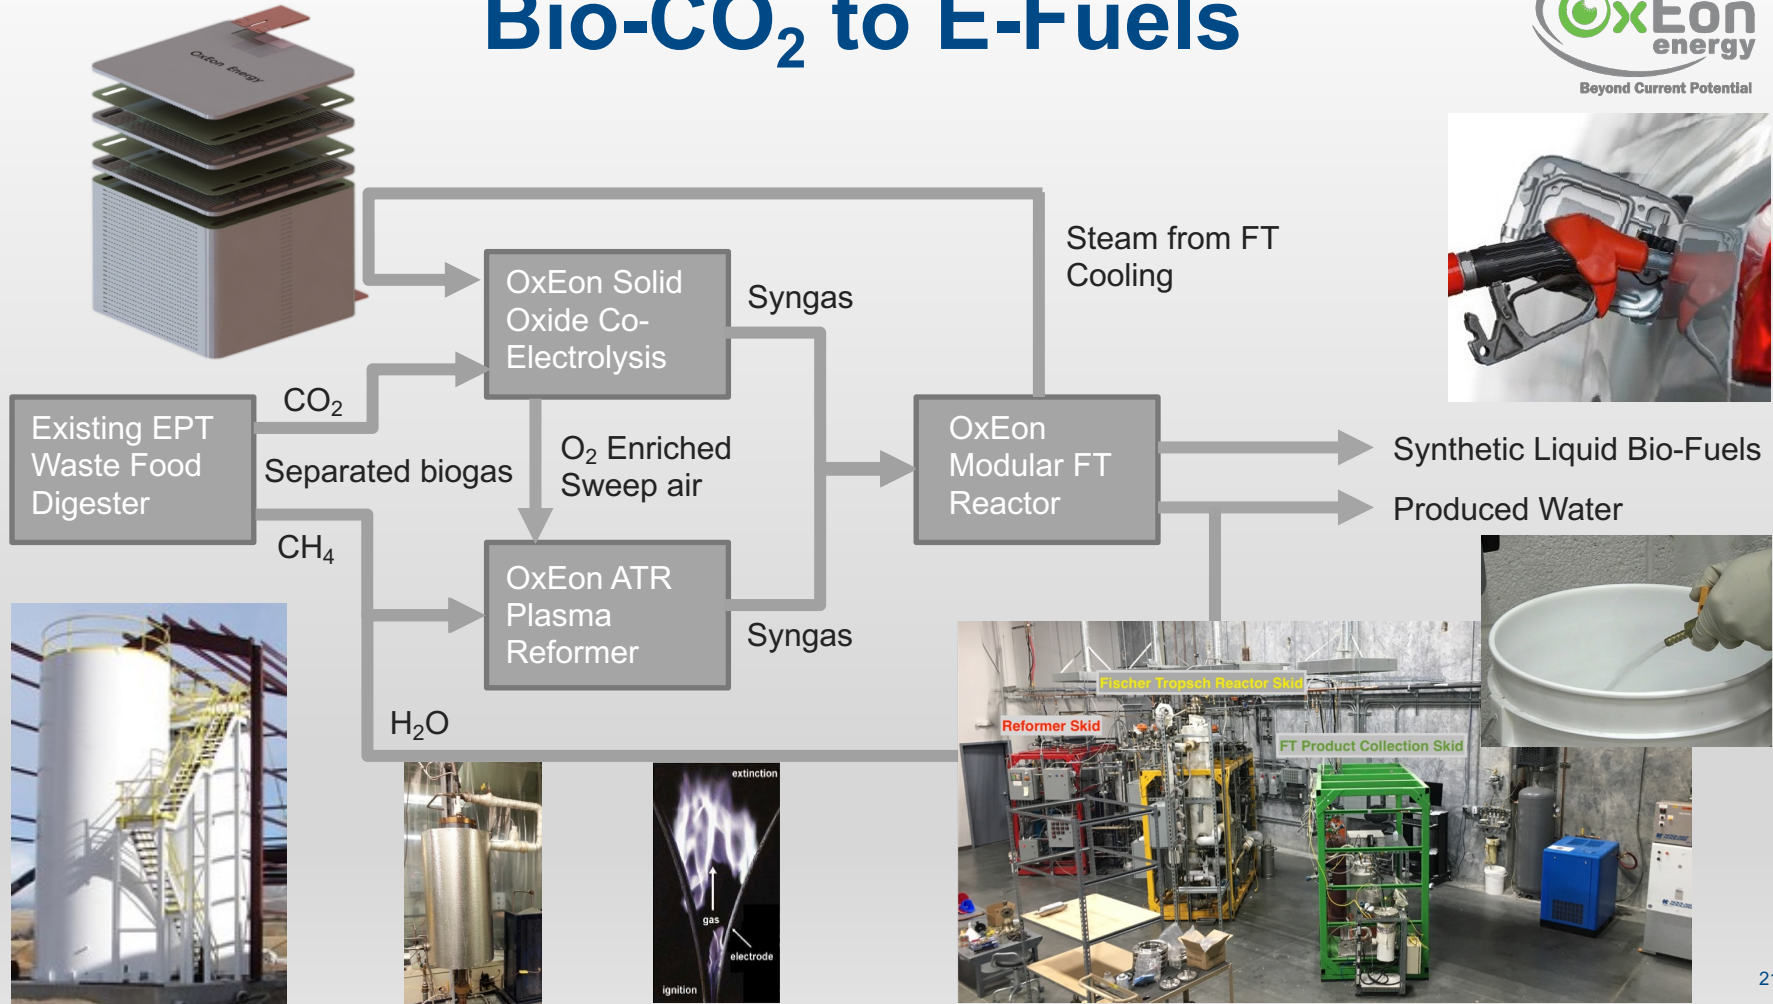 Bio-CO₂ to E-Fuels
OxEon
energy
Beyond Current Potential
OxEon Energy
Steam from FT
Cooling
OxEon Solid
Oxide Co-
Electrolysis
Syngas
CO₂
Existing EPT
Waste Food
Digester
Separated biogas
O₂ Enriched
Sweep air
OxEon
Modular FT
Reactor
Synthetic Liquid Bio-Fuels
Produced Water
CH₄
OxEon ATR
Plasma
Reformer
Syngas
H₂O
Fischer Tropsch Reactor Skid
Reformer Skid
FT Product Collection Skid
extinction
gas
electrode
ignition